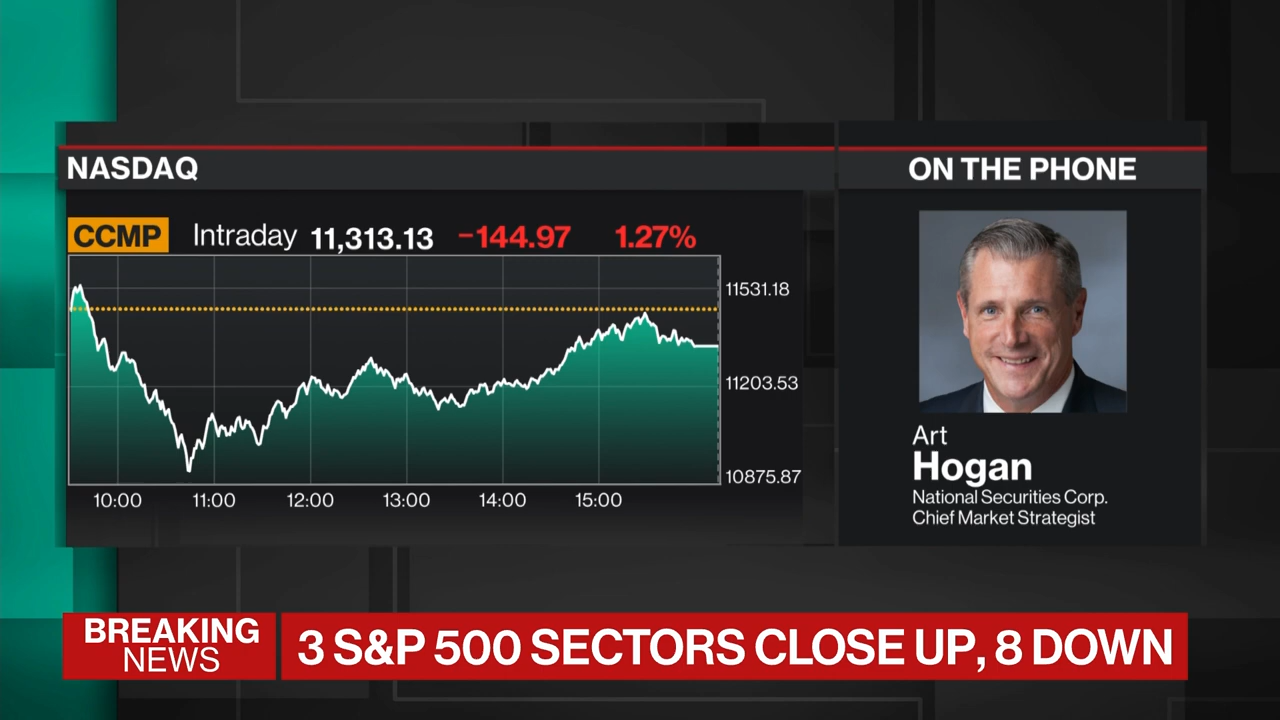 NASDAQ
CCMP Intraday 11,313.13 −144.97 1.27%
11531.18
11203.53
10875.87
10:00 11:00 12:00 13:00 14:00 15:00
ON THE PHONE
Art
Hogan
National Securities Corp.
Chief Market Strategist
BREAKING
NEWS
3 S&P 500 SECTORS CLOSE UP, 8 DOWN